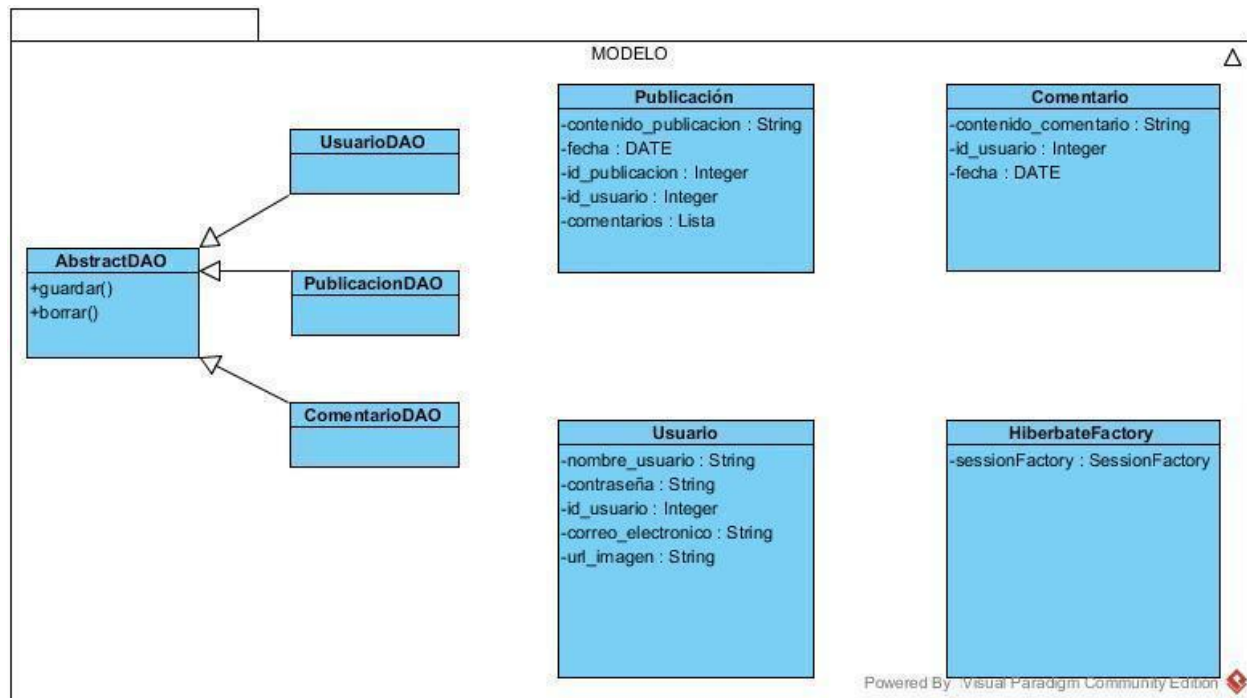 MODELO
Publicación
-contenido_publicacion : String
-fecha : DATE
-id_publicacion : Integer
-id_usuario : Integer
-comentarios : Lista
Comentario
-contenido_comentario : String
-id_usuario : Integer
-fecha : DATE
UsuarioDAO
AbstractDAO
+guardar()
+borrar()
PublicacionDAO
ComentarioDAO
Usuario
-nombre_usuario : String
-contraseña : String
-id_usuario : Integer
-correo_electronico : String
-url_imagen : String
HiberbateFactory
-sessionFactory : SessionFactory
Powered By Visual Paradigm Community Edition